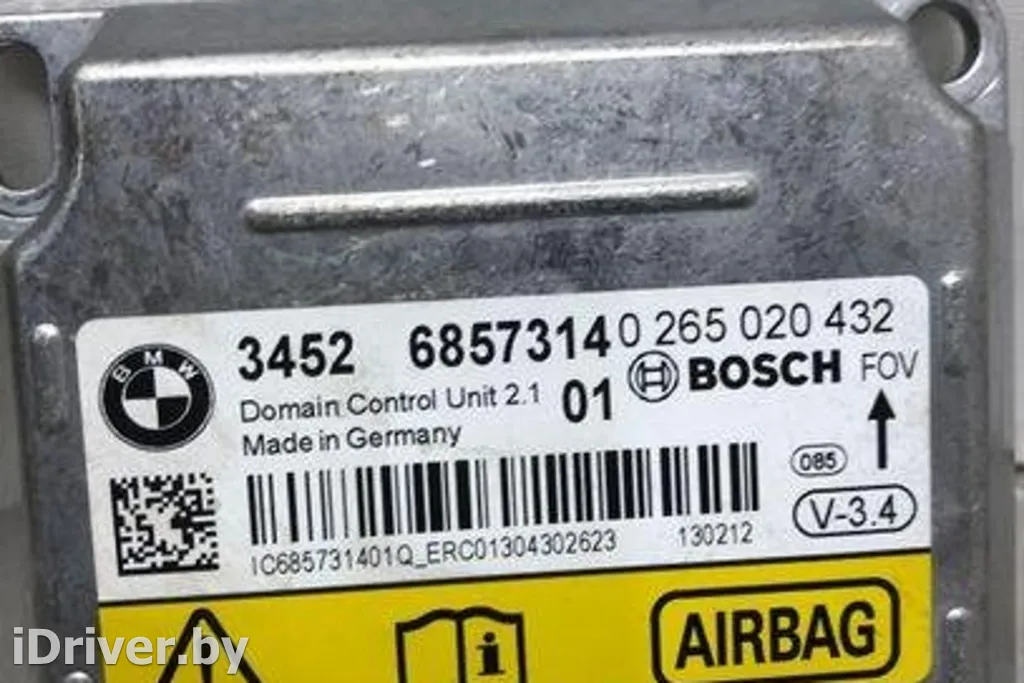 3452 6857314 0 265 020 432
Domain Control Unit 2.1 01 BOSCH FOV
BMW
Made in Germany
085
V-3.4
IC685731401Q_ERC01304302623 130212
i
AIRBAG
iDriver.by